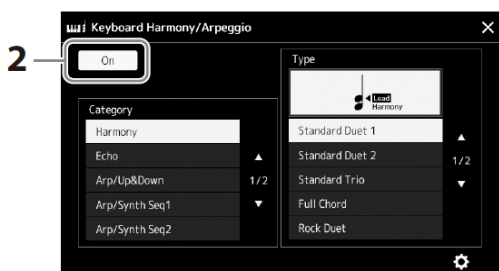 Keyboard Harmony/Arpeggio
2
On
Type
Lead
Harmony
Category
Harmony
Echo
Arp/Up&Down
Arp/Synth Seq1
Arp/Synth Seq2
1/2
Standard Duet 1
Standard Duet 2
Standard Trio
Full Chord
Rock Duet
1/2